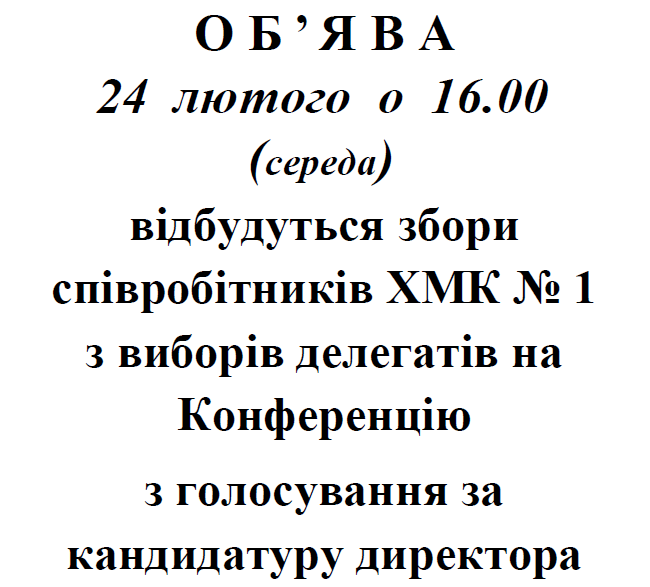 О Б ’ Я В А
24 лютого о 16.00
(середа)
відбудуться збори
співробітників ХМК № 1
з виборів делегатів на
Конференцію
з голосування за
кандидатуру директора